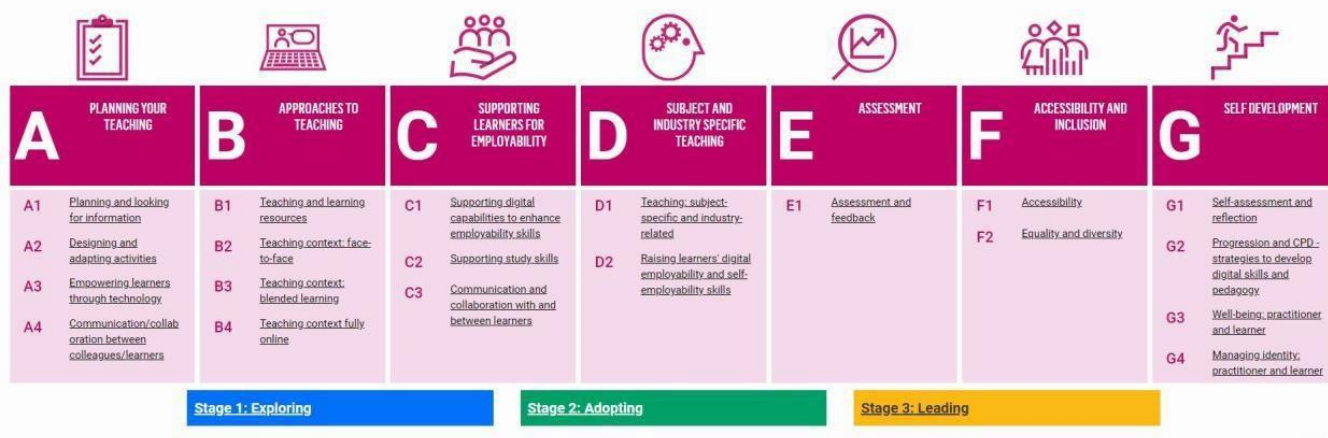 A
PLANNING YOUR
TEACHING
A1 Planning and looking
for information
A2 Designing and
adapting activities
A3 Empowering learners
through technology
A4 Communication/collab
oration between
colleagues/learners
B
APPROACHES TO
TEACHING
B1 Teaching and learning
resources
B2 Teaching context: face-
to-face
B3 Teaching context:
blended learning
B4 Teaching context fully
online
C
SUPPORTING
LEARNERS FOR
EMPLOYABILITY
C1 Supporting digital
capabilities to enhance
employability skills
C2 Supporting study skills
C3 Communication and
collaboration with and
between learners
D
SUBJECT AND
INDUSTRY SPECIFIC
TEACHING
D1 Teaching: subject-
specific and industry-
related
D2 Raising learners' digital
employability and self-
employability skills
E
ASSESSMENT
E1 Assessment and
feedback
F
ACCESSIBILITY AND
INCLUSION
F1 Accessibility
F2 Equality and diversity
G
SELF DEVELOPMENT
G1 Self-assessment and
reflection
G2 Progression and CPD -
strategies to develop
digital skills and
pedagogy
G3 Well-being: practitioner
and learner
G4 Managing identity:
practitioner and learner
Stage 1: Exploring
Stage 2: Adopting
Stage 3: Leading